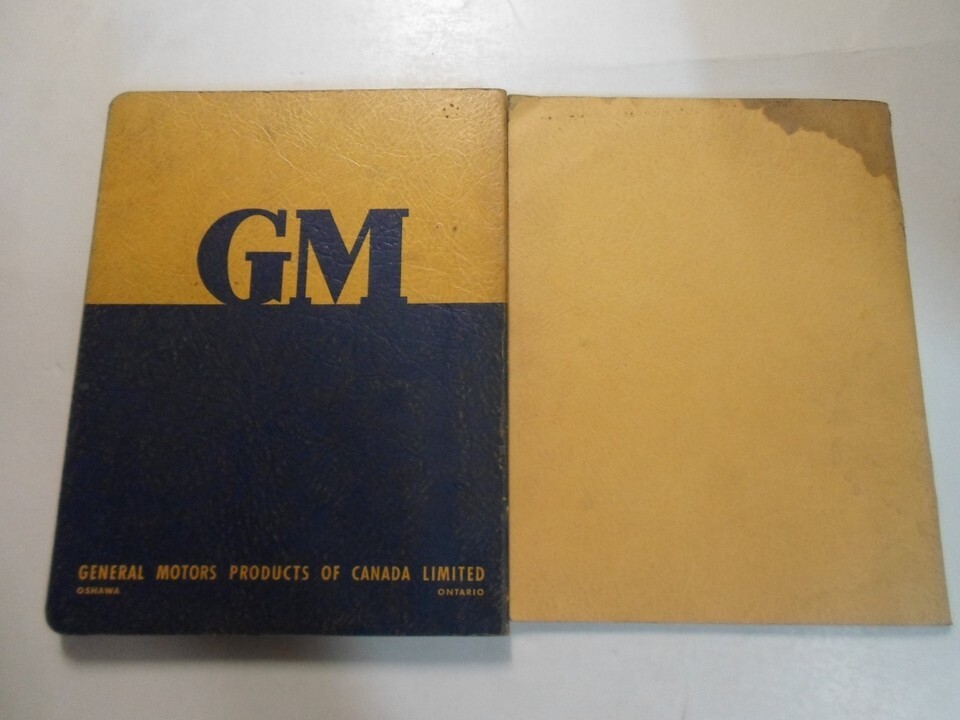 GM
GENERAL MOTORS PRODUCTS OF CANADA LIMITED
OSHAWA ONTARIO